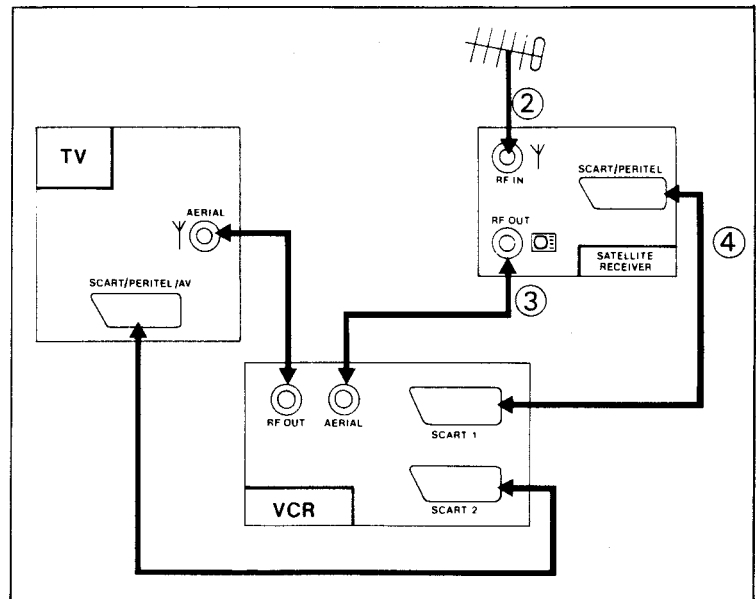 ②
TV
RF IN
SCART/PERITEL
AERIAL
RF OUT
④
SATELLITE
RECEIVER
SCART/PERITEL/AV
③
RF OUT
AERIAL
SCART 1
VCR
SCART 2